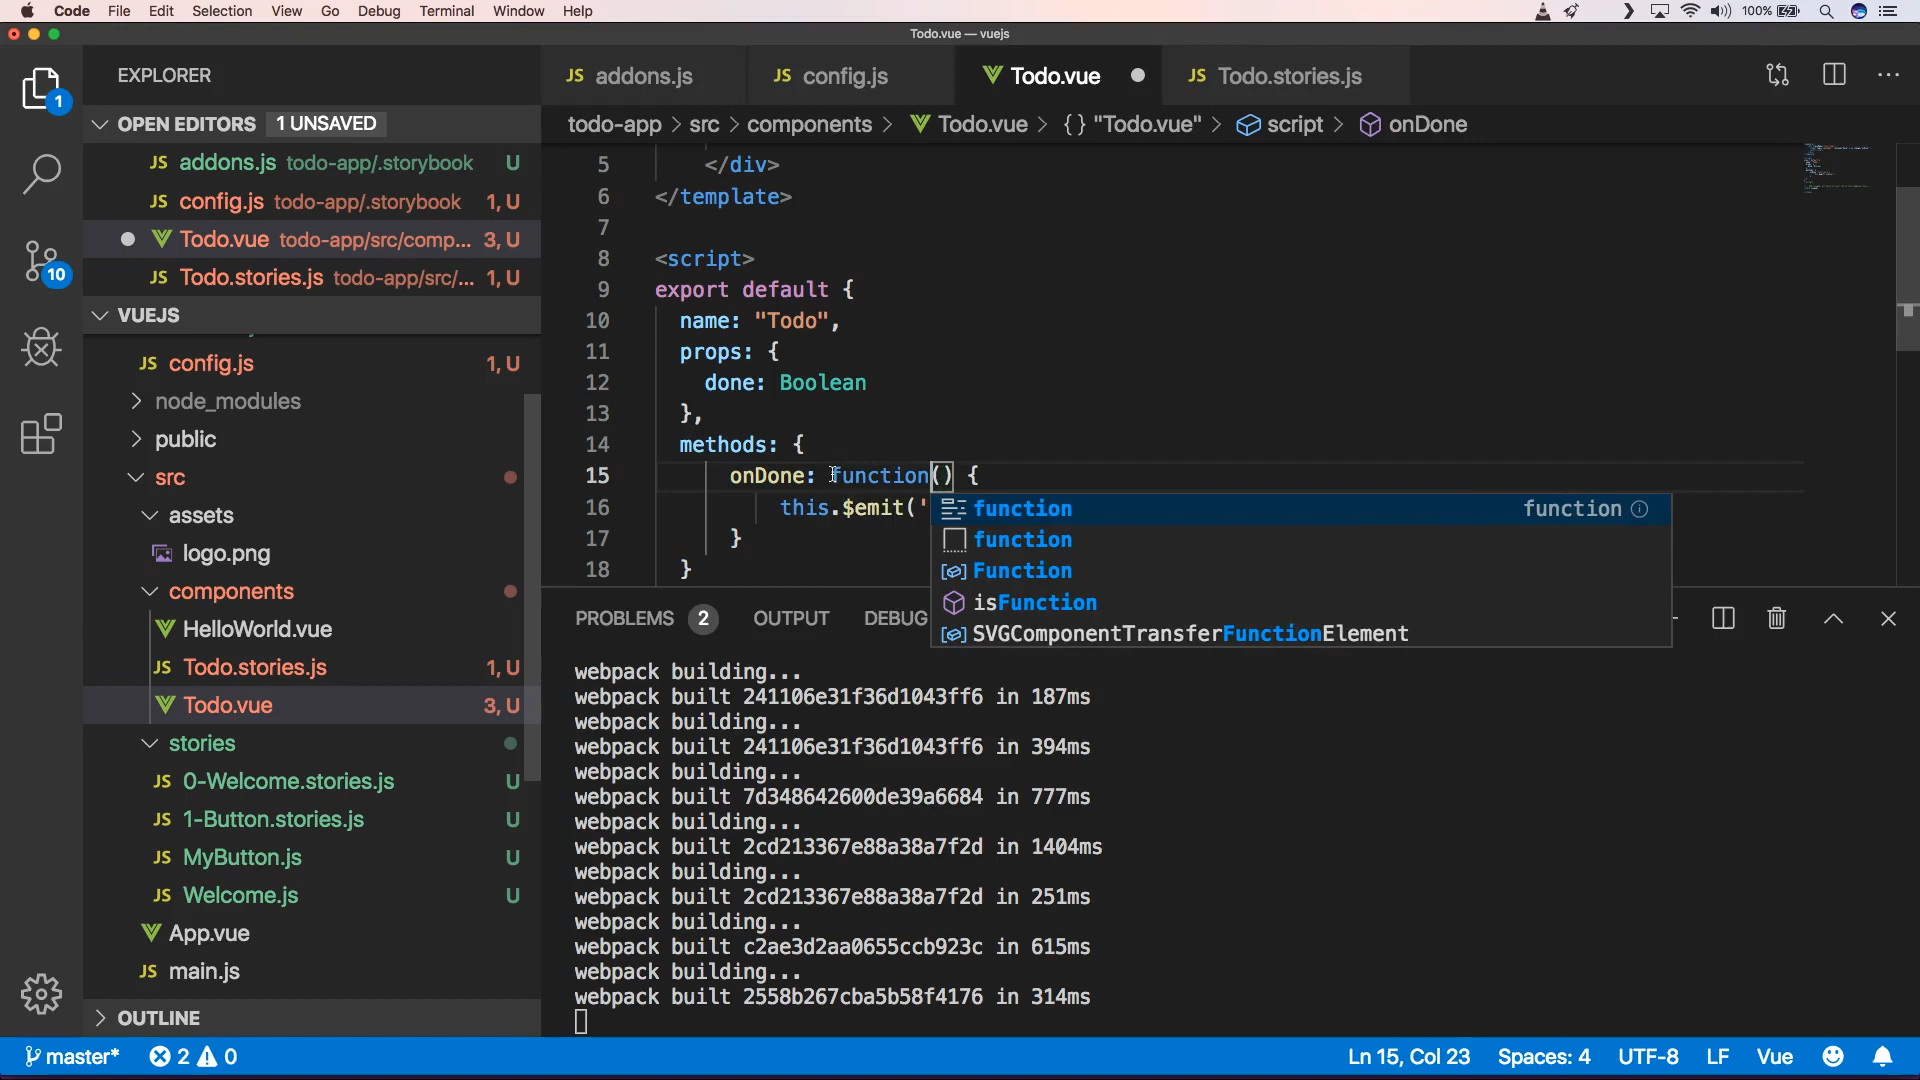 Code File Edit Selection View Go Debug Terminal Window Help 100%
Todo.vue — vuejs
EXPLORER
JS addons.js JS config.js Todo.vue JS Todo.stories.js
1
OPEN EDITORS 1 UNSAVED
todo-app > src > components > Todo.vue > {} "Todo.vue" > script > onDone
JS addons.js todo-app/.storybook U
JS config.js todo-app/.storybook 1, U
Todo.vue todo-app/src/comp... 3, U
JS Todo.stories.js todo-app/src/... 1, U
10
VUEJS
JS config.js 1, U
node_modules
public
src
assets
logo.png
components
HelloWorld.vue
JS Todo.stories.js 1, U
Todo.vue 3, U
stories
JS 0-Welcome.stories.js U
JS 1-Button.stories.js U
JS MyButton.js U
JS Welcome.js U
App.vue
JS main.js
OUTLINE
5 </div>
6 </template>
7
8 <script>
9 export default {
10 name: "Todo",
11 props: {
12 done: Boolean
13 },
14 methods: {
15 onDone: function() {
16 this.$emit('
17 }
18 }
function function
function
Function
isFunction
SVGComponentTransferFunctionElement
PROBLEMS 2 OUTPUT DEBUG
webpack building...
webpack built 241106e31f36d1043ff6 in 187ms
webpack building...
webpack built 241106e31f36d1043ff6 in 394ms
webpack building...
webpack built 7d348642600de39a6684 in 777ms
webpack building...
webpack built 2cd213367e88a38a7f2d in 1404ms
webpack building...
webpack built 2cd213367e88a38a7f2d in 251ms
webpack building...
webpack built c2ae3d2aa0655ccb923c in 615ms
webpack building...
webpack built 2558b267cba5b58f4176 in 314ms
master* 2 0 Ln 15, Col 23 Spaces: 4 UTF-8 LF Vue